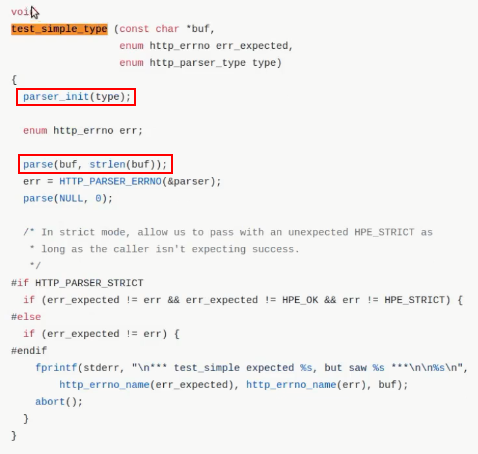 void
test_simple_type (const char *buf,
                  enum http_errno err_expected,
                  enum http_parser_type type)
{
  parser_init(type);

  enum http_errno err;

  parse(buf, strlen(buf));
  err = HTTP_PARSER_ERRNO(&parser);
  parse(NULL, 0);

  /* In strict mode, allow us to pass with an unexpected HPE_STRICT as
   * long as the caller isn't expecting success.
   */
#if HTTP_PARSER_STRICT
  if (err_expected != err && err_expected != HPE_OK && err != HPE_STRICT) {
#else
  if (err_expected != err) {
#endif
    fprintf(stderr, "\n*** test_simple expected %s, but saw %s ***\n\n%s\n",
        http_errno_name(err_expected), http_errno_name(err), buf);
    abort();
  }
}